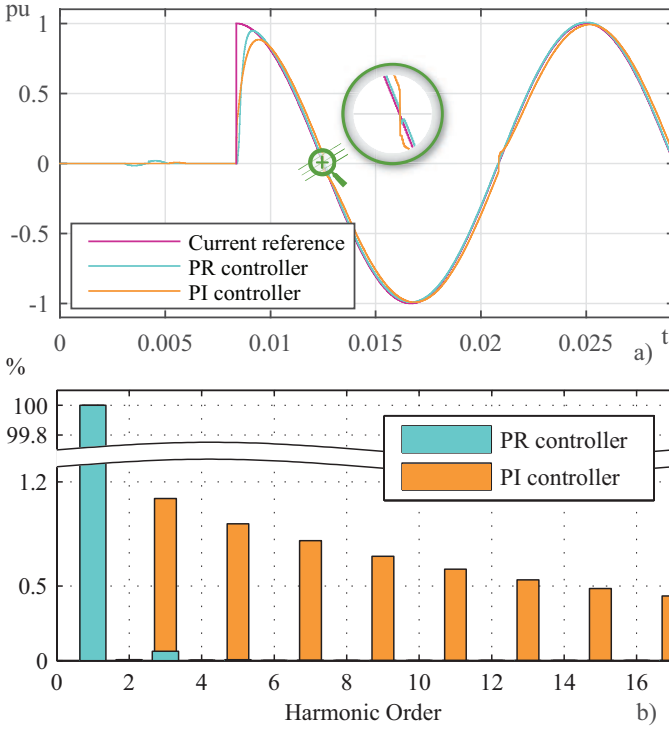 pu
1
0.5
0
-0.5
-1
Current reference
PR controller
PI controller
0 0.005 0.01 0.015 0.02 0.025 t
a)
%
100
99.8
1.2
0.5
0
PR controller
PI controller
0 2 4 6 8 10 12 14 16
Harmonic Order
b)